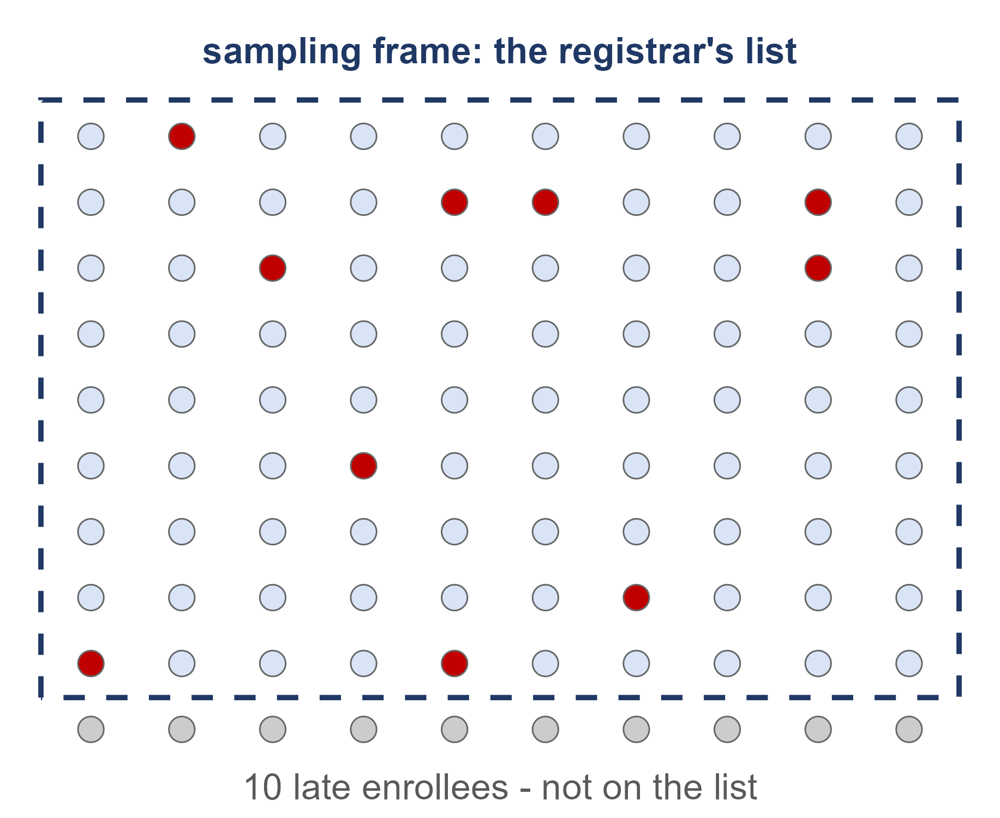 sampling frame: the registrar's list
10 late enrollees - not on the list